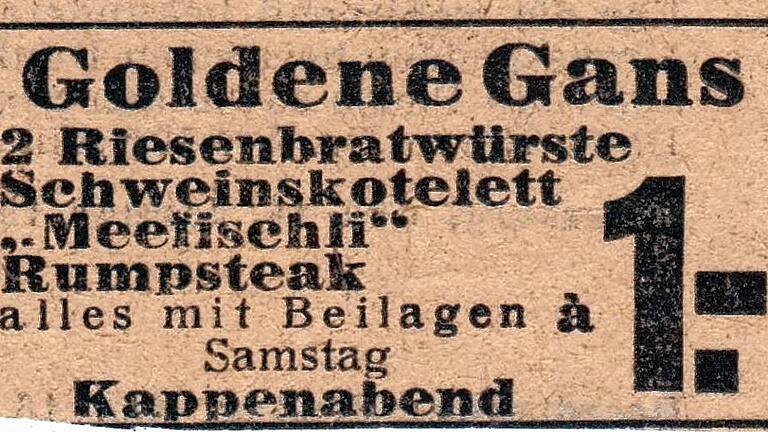 Goldene Gans
2 Riesenbratwürste
Schweinskotelett
„Meefischli“
Rumpsteak
alles mit Beilagen à 1.-
Samstag
Kappenabend